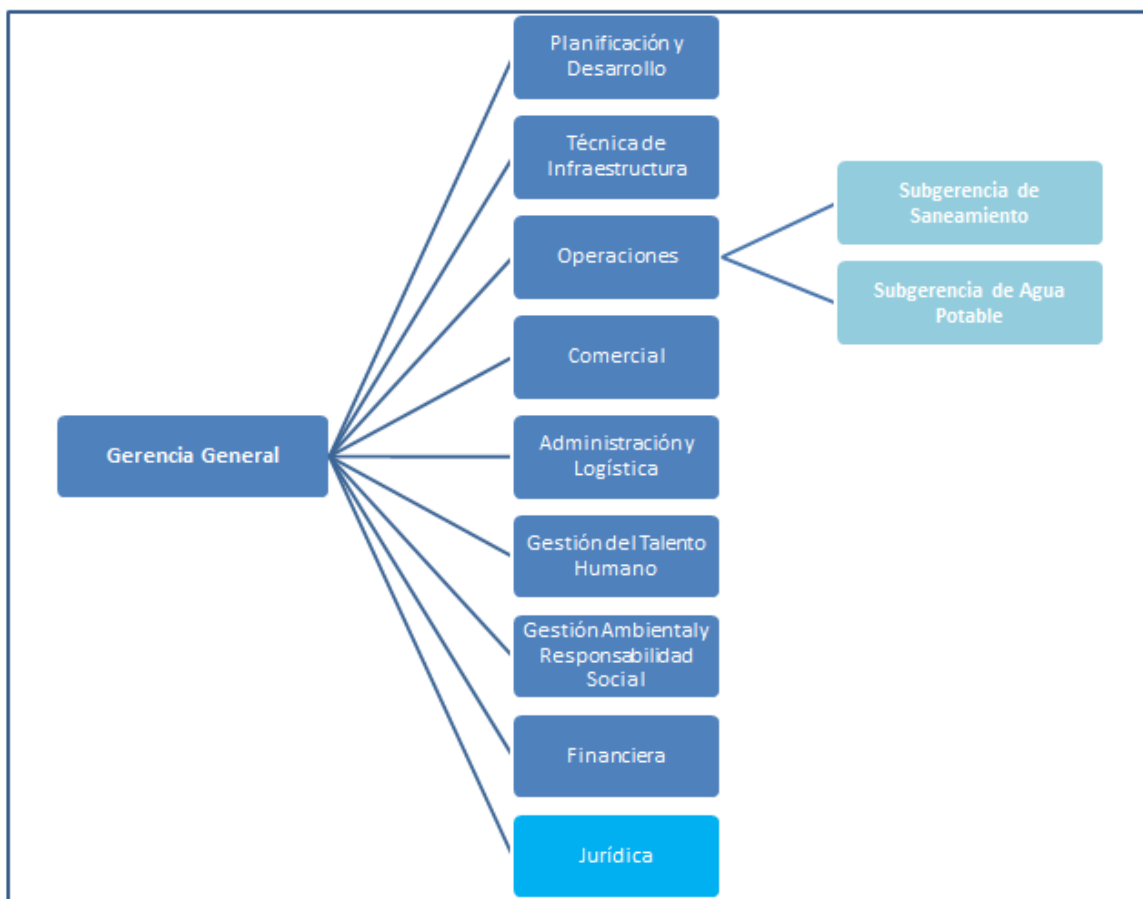 Planificación y
Desarrollo
Técnica de
Infraestructura
Subgerencia de
Saneamiento
Operaciones
Subgerencia de Agua
Potable
Comercial
Gerencia General
Administración y
Logística
Gestión del Talento
Humano
Gestión Ambiental y
Responsabilidad
Social
Financiera
Jurídica